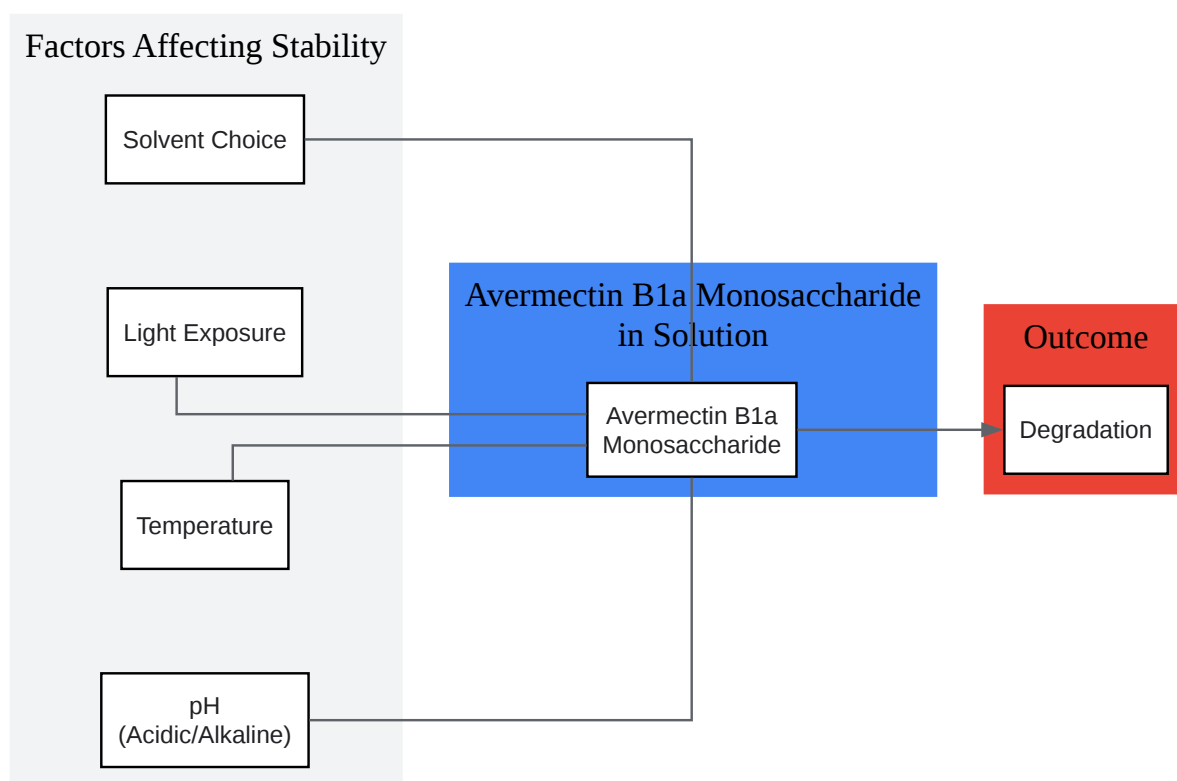 Factors Affecting Stability
Solvent Choice
Light Exposure
Temperature
pH
(Acidic/Alkaline)
Avermectin B1a Monosaccharide
in Solution
Avermectin B1a
Monosaccharide
Outcome
Degradation